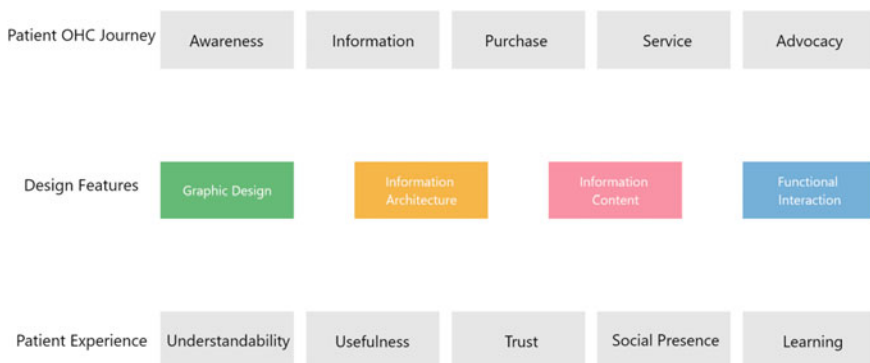 Patient OHC Journey
Awareness
Information
Purchase
Service
Advocacy
Design Features
Graphic Design
Information
Architecture
Information
Content
Functional
Interaction
Patient Experience
Understandability
Usefulness
Trust
Social Presence
Learning